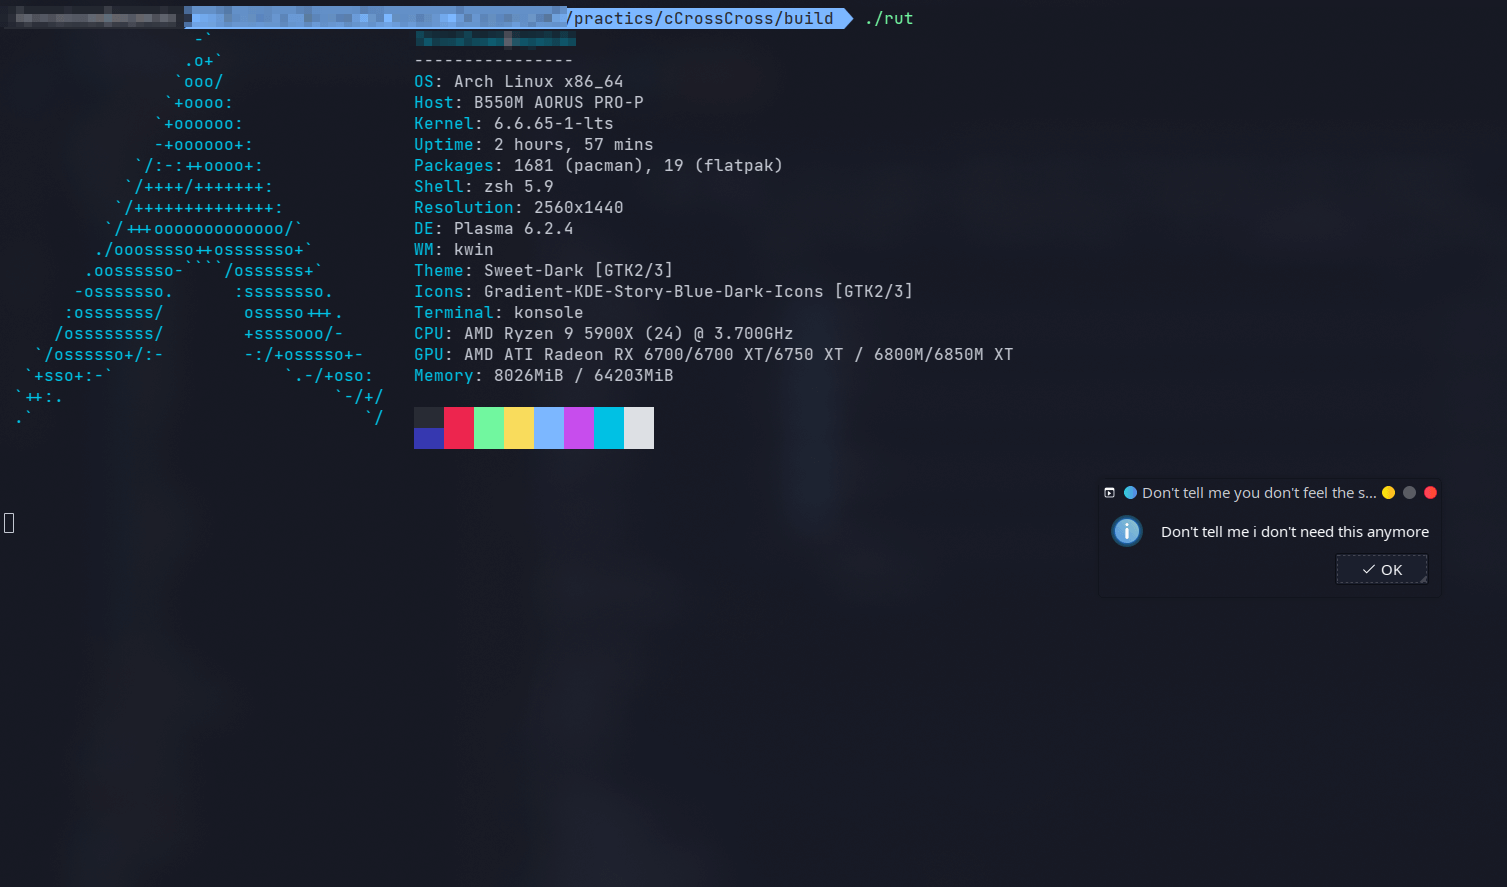 /practics/cCrossCross/build ./rut
-`
.o+` ----------------
`ooo/ OS: Arch Linux x86_64
`+oooo: Host: B550M AORUS PRO-P
`+oooooo: Kernel: 6.6.65-1-lts
-+oooooo+: Uptime: 2 hours, 57 mins
`/:-:++oooo+: Packages: 1681 (pacman), 19 (flatpak)
`/++++/+++++++: Shell: zsh 5.9
`/++++++++++++++: Resolution: 2560x1440
`/+++ooooooooooooo/` DE: Plasma 6.2.4
./ooosssso++osssssso+` WM: kwin
.oossssso-````/ossssss+` Theme: Sweet-Dark [GTK2/3]
-osssssso. :ssssssso. Icons: Gradient-KDE-Story-Blue-Dark-Icons [GTK2/3]
:osssssss/ osssso+++. Terminal: konsole
/ossssssss/ +ssssooo/- CPU: AMD Ryzen 9 5900X (24) @ 3.700GHz
`/ossssso+/:- -:/+osssso+- GPU: AMD ATI Radeon RX 6700/6700 XT/6750 XT / 6800M/6850M XT
`+sso+:-` `.-/+oso: Memory: 8026MiB / 64203MiB
`++:. `-/+/
.` `/
Don't tell me you don't feel the s...
Don't tell me i don't need this anymore
OK